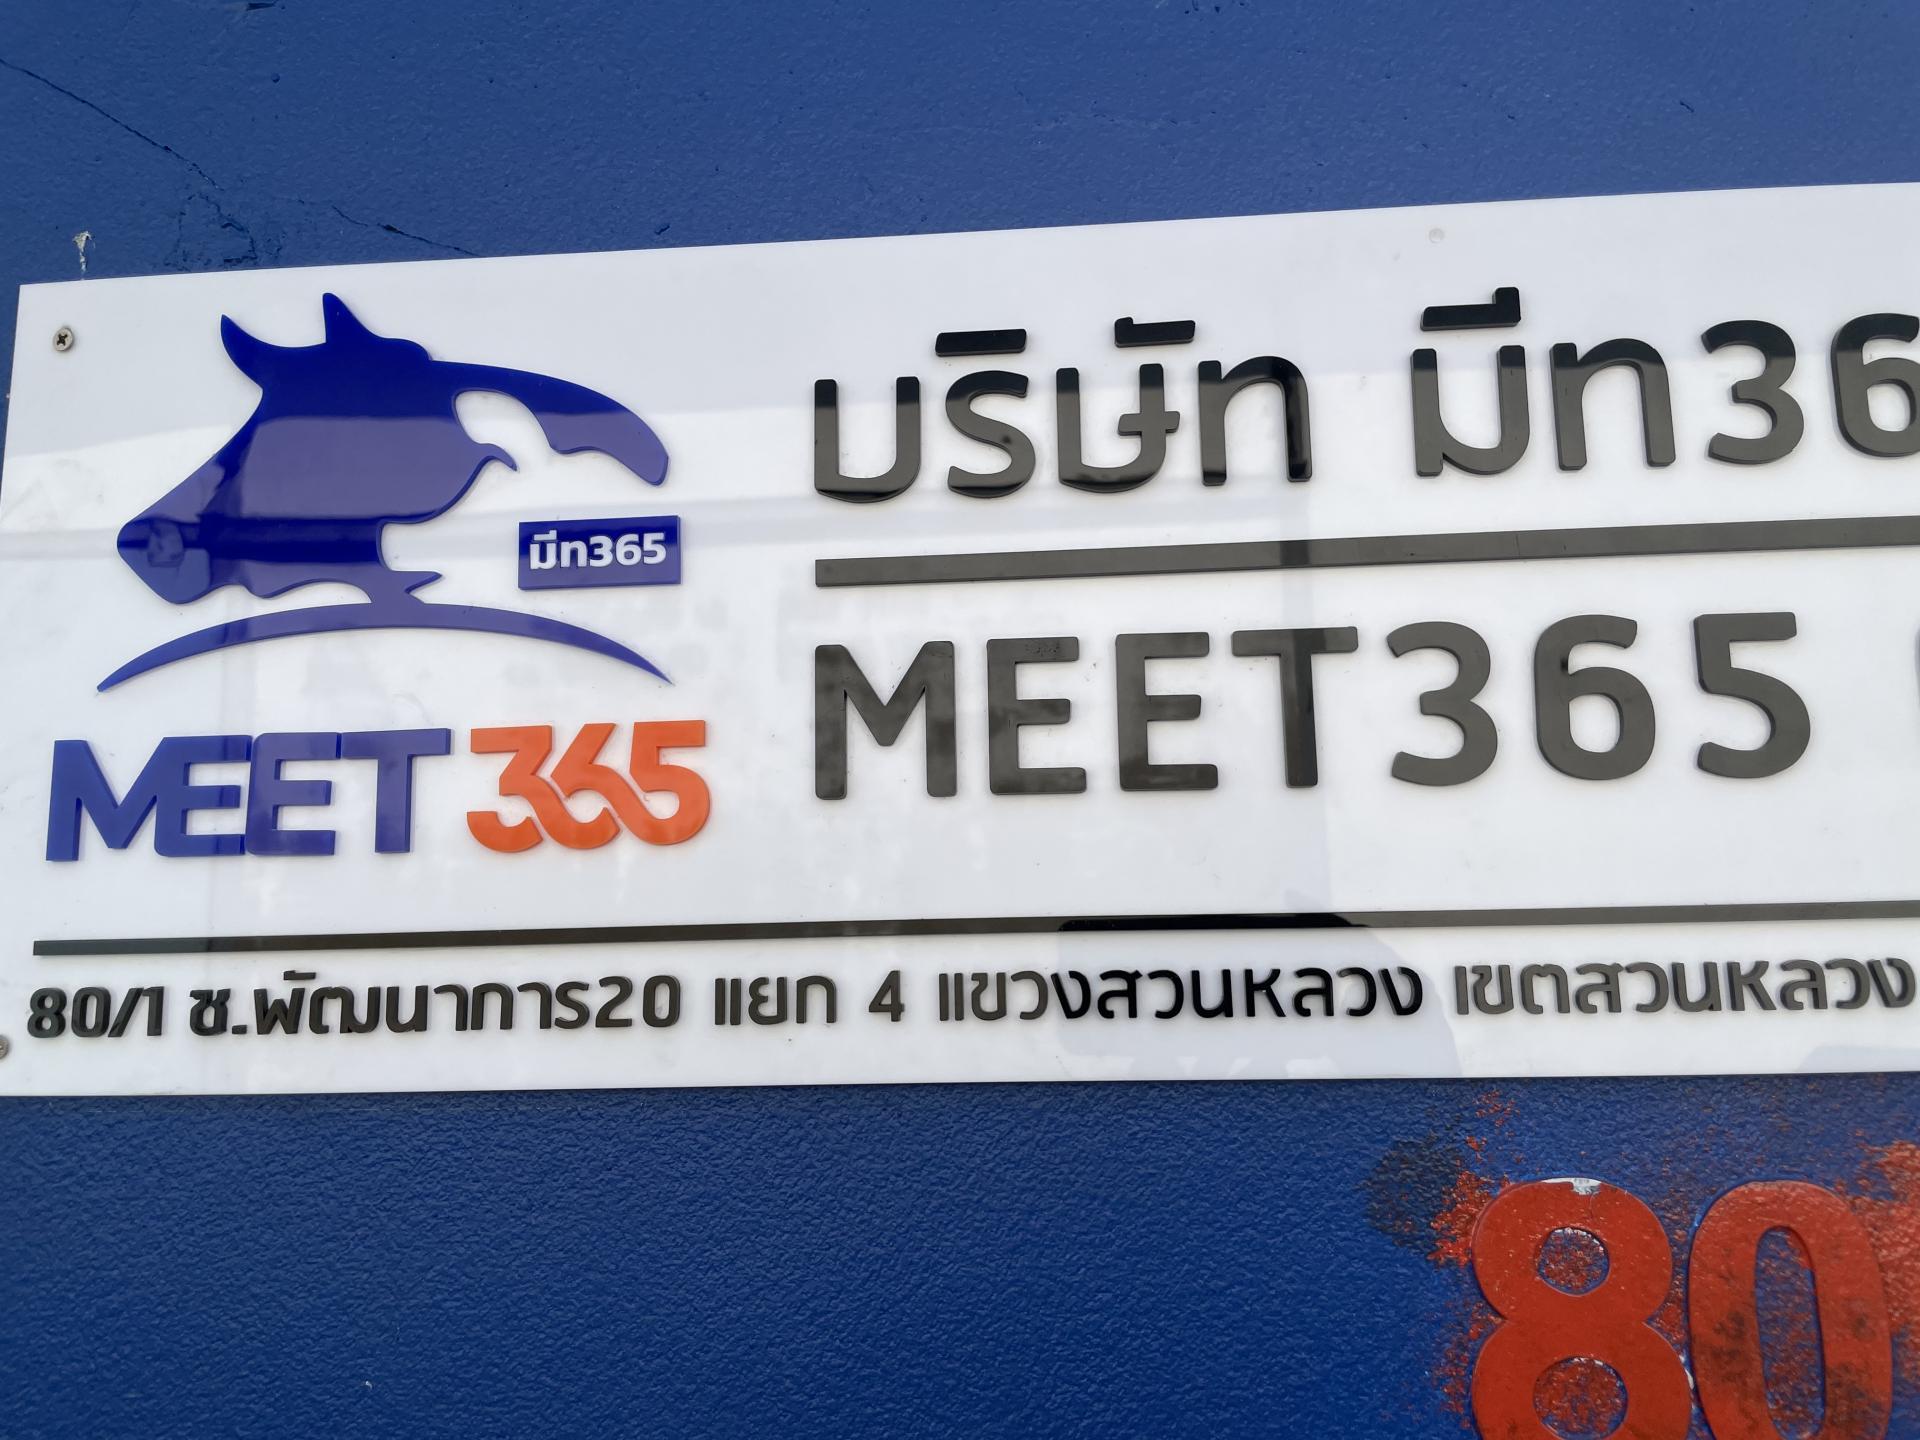 บริษัท มีท36
มีท365
MEET365
MEET365
80/1 ซ.พัฒนาการ20 แยก 4 แขวงสวนหลวง เขตสวนหลวง
80